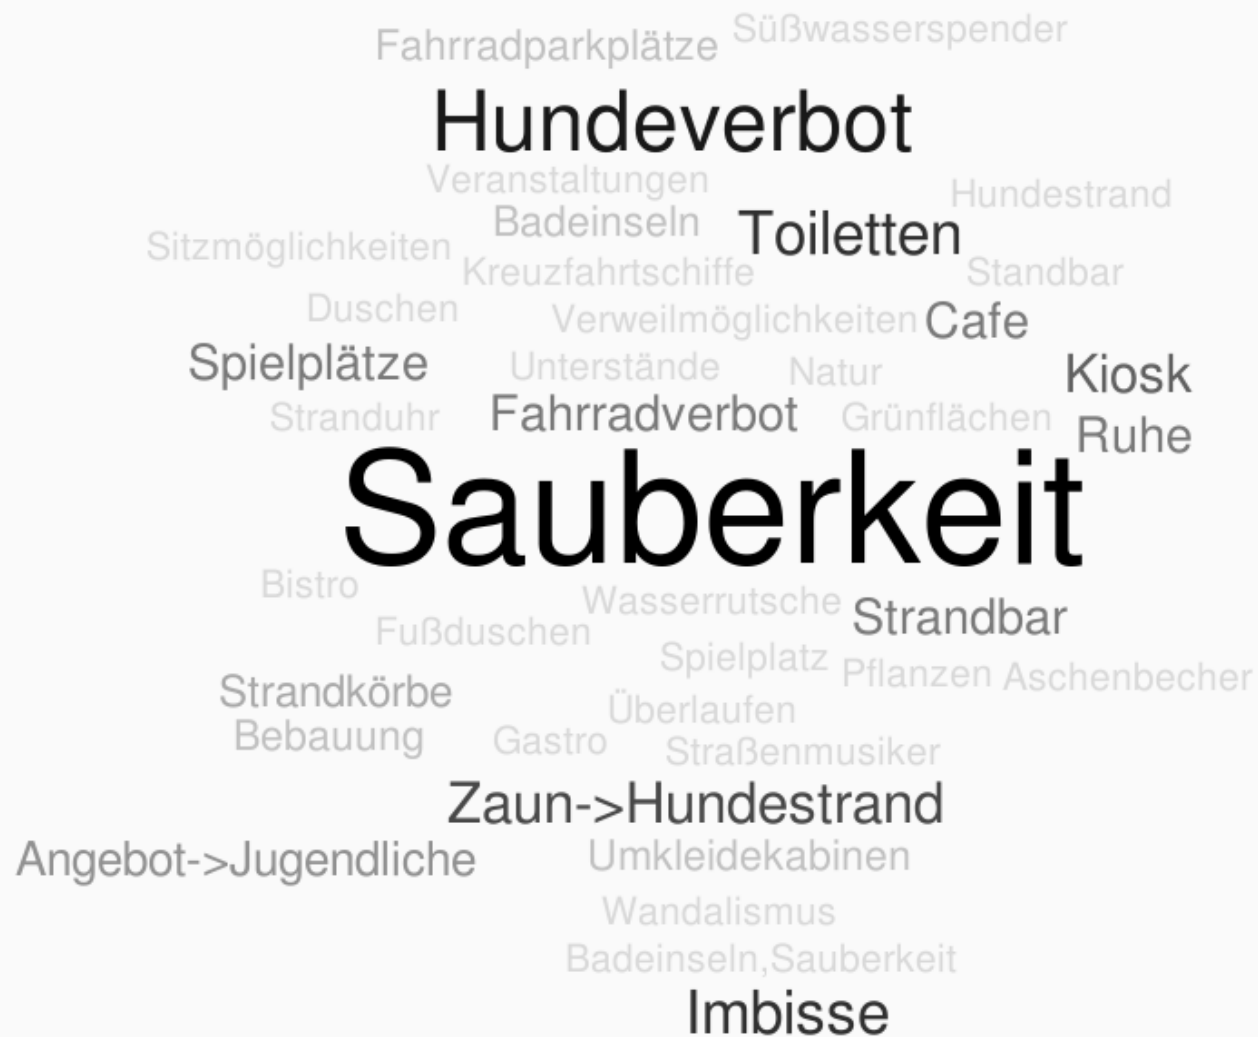 Fahrradparkplätze Süßwasserspender
Hundeverbot
Veranstaltungen Hundestrand
Badeinseln Toiletten
Sitzmöglichkeiten
Kreuzfahrtschiffe Standbar
Duschen Verweilmöglichkeiten Cafe
Spielplätze Unterstände Natur Kiosk
Stranduhr Fahrradverbot Grünflächen Ruhe
Sauberkeit
Bistro
Wasserrutsche Strandbar
Fußduschen
Spielplatz Pflanzen Aschenbecher
Strandkörbe
Überlaufen
Bebauung Gastro Straßenmusiker
Zaun->Hundestrand
Angebot->Jugendliche Umkleidekabinen
Wandalismus
Badeinseln,Sauberkeit
Imbisse